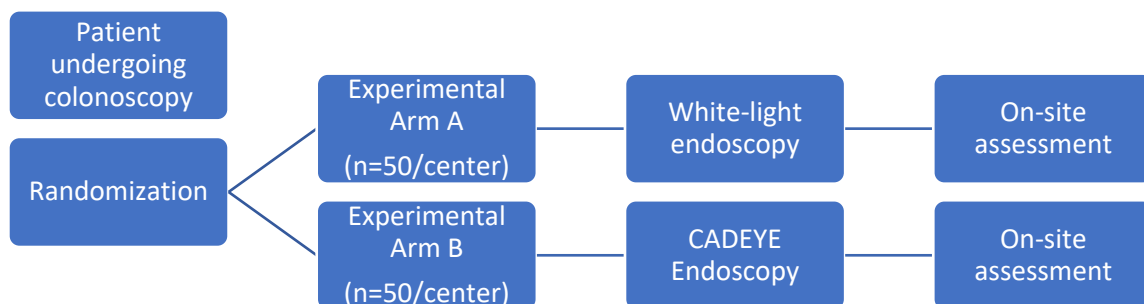 Patient
undergoing
colonoscopy
Randomization
Experimental
Arm A
(n=50/center)
White-light
endoscopy
On-site
assessment
Experimental
Arm B
(n=50/center)
CADEYE
Endoscopy
On-site
assessment